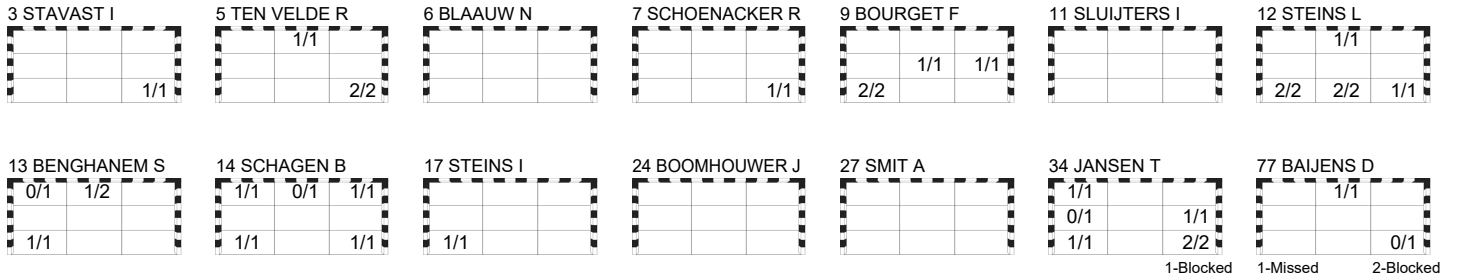 3 STAVAST I 5 TEN VELDE R 6 BLAAUW N 7 SCHOENACKER R 9 BOURGET F 11 SLUIJTERS I 12 STEINS L
1/1 1/1
1/1 1/1
1/1 2/2 1/1 2/2 2/2 2/2 1/1
13 BENGHANEM S 14 SCHAGEN B 17 STEINS I 24 BOOMHOUWER J 27 SMIT A 34 JANSEN T 77 BAIJENS D
0/1 1/2 1/1 0/1 1/1 1/1 1/1
0/1 1/1
1/1 1/1 1/1 1/1 1/1 2/2 0/1
1-Blocked 1-Missed 2-Blocked